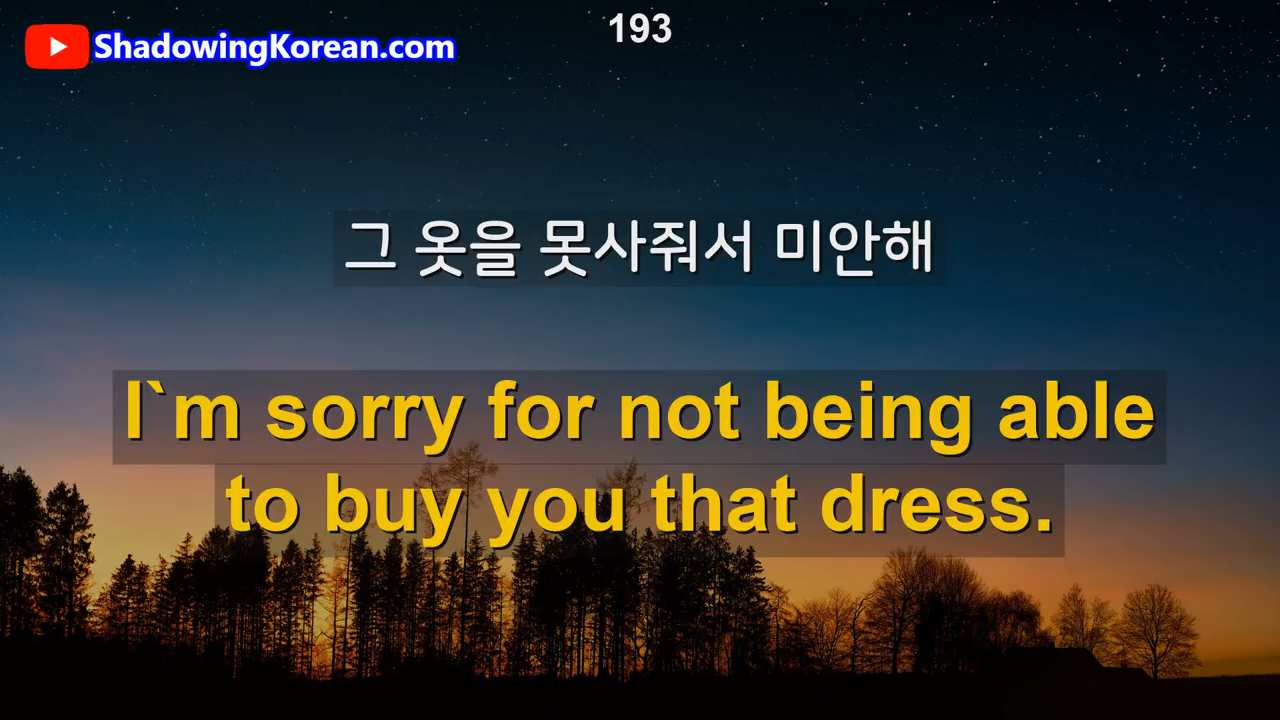 193
ShadowingKorean.com
그 옷을 못사줘서 미안해
I`m sorry for not being able
to buy you that dress.